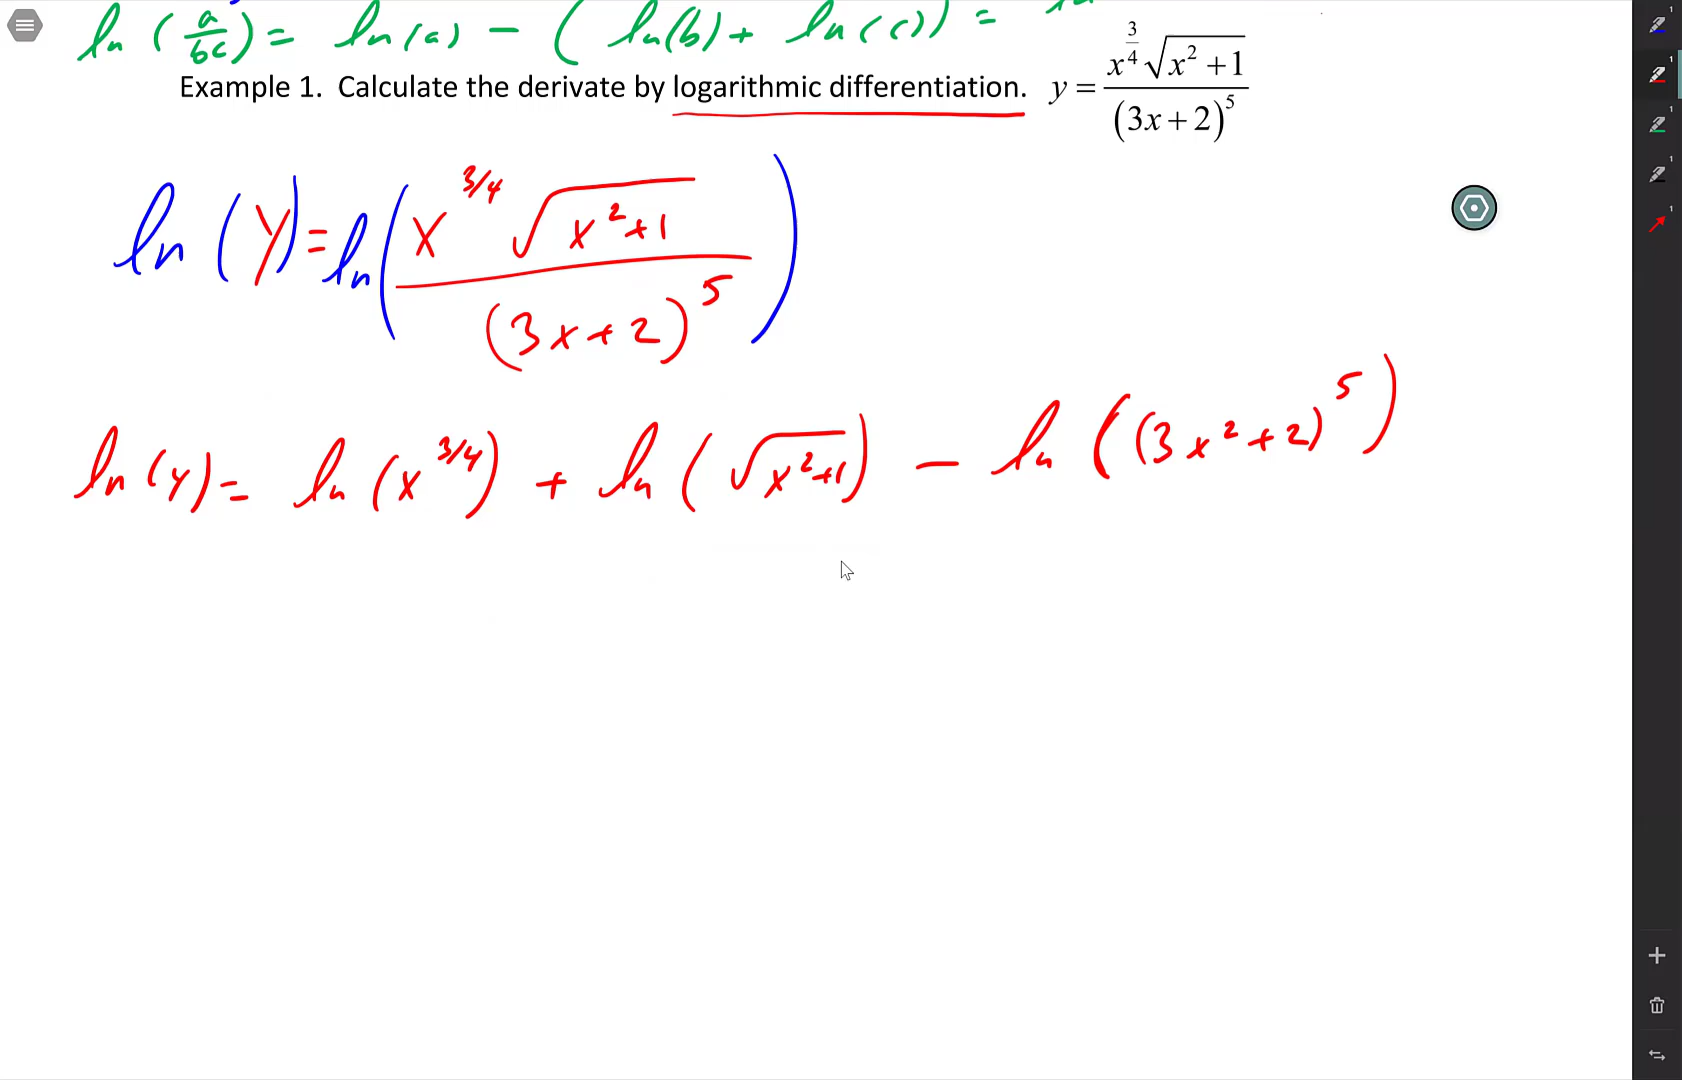 ln(a/bc) = ln(a) - (ln(b) + ln(c)) =
Example 1. Calculate the derivate by logarithmic differentiation. y = x^(3/4) √(x² + 1) / (3x + 2)^5
ln(y) = ln(x^(3/4) √(x² + 1) / (3x + 2)^5)
ln(y) = ln(x^(3/4)) + ln(√(x² + 1)) - ln((3x² + 2)^5)